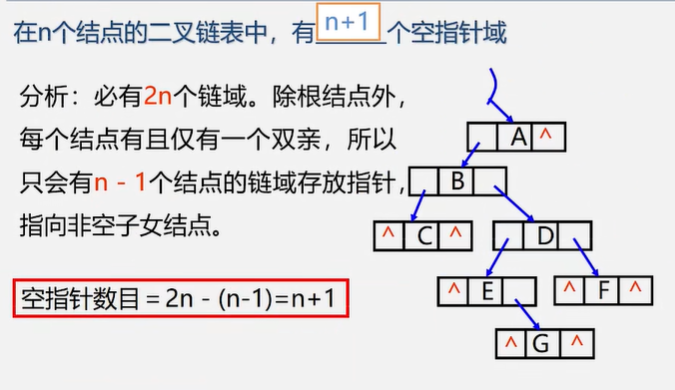 在n个结点的二叉链表中，有 n+1 个空指针域
分析：必有2n个链域。除根结点外，
每个结点有且仅有一个双亲，所以
只会有n - 1个结点的链域存放指针，
指向非空子女结点。
空指针数目＝2n - (n-1)=n+1
A ^
B
^ C ^
D
^ E
^ F ^
^ G ^